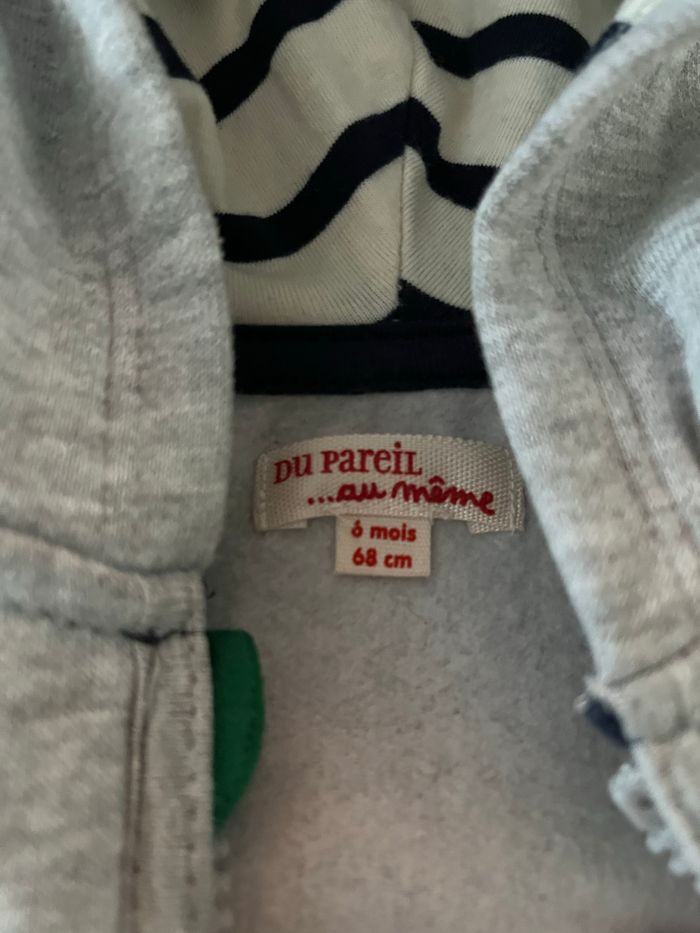 DU PAREIL
...au même
6 mois
68 cm